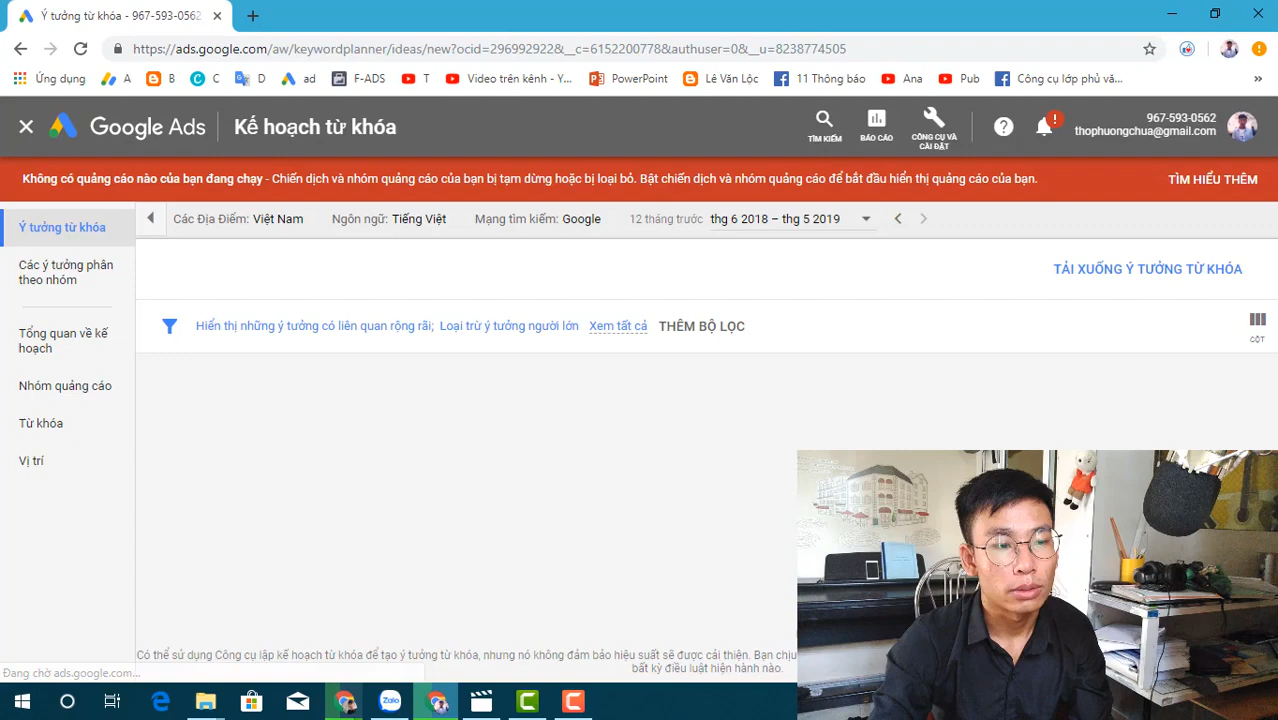 Ý tưởng từ khóa - 967-593-0562
https://ads.google.com/aw/keywordplanner/ideas/new?ocid=296992922&__c=6152200778&authuser=0&__u=8238774505
Ứng dụng A B C D ad F-ADS T Video trên kênh - Y... PowerPoint Lê Văn Lộc 11 Thông báo Ana Pub Công cụ lớp phủ vă... »
Google Ads Kế hoạch từ khóa
TÌM KIẾM BÁO CÁO CÔNG CỤ VÀ CÀI ĐẶT
967-593-0562
thophuongchua@gmail.com
Không có quảng cáo nào của bạn đang chạy - Chiến dịch và nhóm quảng cáo của bạn bị tạm dừng hoặc bị loại bỏ. Bật chiến dịch và nhóm quảng cáo để bắt đầu hiển thị quảng cáo của bạn. TÌM HIỂU THÊM
Ý tưởng từ khóa
Các ý tưởng phân
theo nhóm
Tổng quan về kế
hoạch
Nhóm quảng cáo
Từ khóa
Vị trí
Các Địa Điểm: Việt Nam Ngôn ngữ: Tiếng Việt Mạng tìm kiếm: Google 12 tháng trước thg 6 2018 – thg 5 2019
TẢI XUỐNG Ý TƯỞNG TỪ KHÓA
Hiển thị những ý tưởng có liên quan rộng rãi; Loại trừ ý tưởng người lớn Xem tất cả THÊM BỘ LỌC
CỘT
Có thể sử dụng Công cụ lập kế hoạch từ khóa để tạo ý tưởng từ khóa, nhưng nó không đảm bảo hiệu suất sẽ được cải thiện. Bạn chịu
bất kỳ điều luật hiện hành nào.
Đang chờ ads.google.com...
Zalo